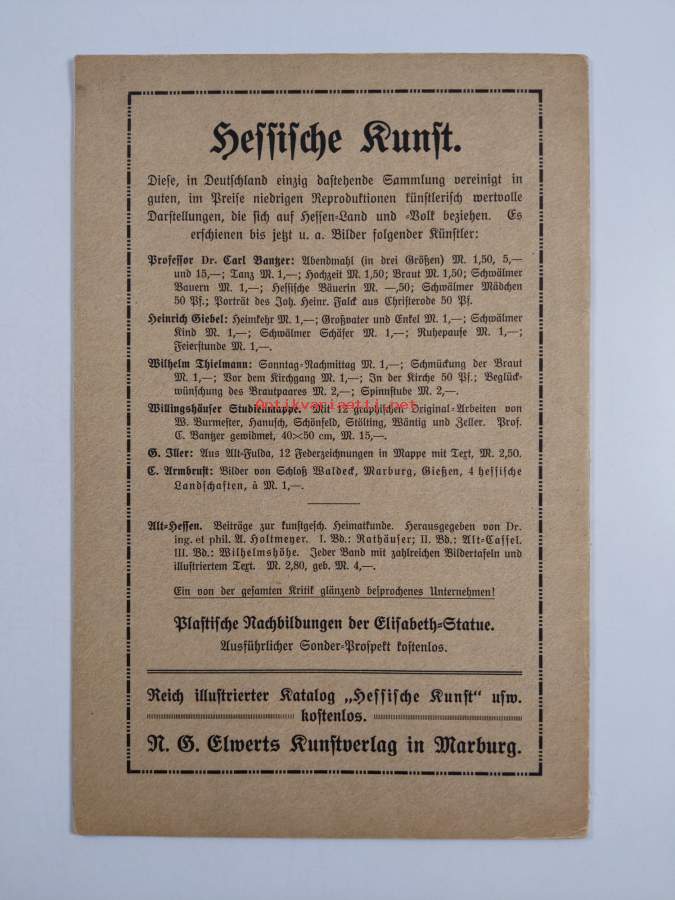 Hessische Kunst.
Diese, in Deutschland einzig dastehende Sammlung vereinigt in
guten, im Preise niedrigen Reproduktionen künstlerisch wertvolle
Darstellungen, die sich auf Hessen-Land und -Volk beziehen. Es
erschienen bis jetzt u. a. Bilder folgender Künstler:
Professor Dr. Carl Bantzer: Abendmahl (in drei Größen) M. 1,50, 5,—
und 15,—; Tanz M. 1,—; Hochzeit M. 1,50; Braut M. 1,50; Schwälmer
Bauern M. 1,—; Hessische Bäuerin M. —,50; Schwälmer Mädchen
50 Pf.; Porträt des Joh. Heinr. Falck aus Christerode 50 Pf.
Heinrich Giebel: Heimkehr M. 1,—; Großvater und Enkel M. 1,—; Schwälmer
Kind M. 1,—; Schwälmer Schäfer M. 1,—; Ruhepause M. 1,—;
Feierstunde M. 1,—.
Wilhelm Thielmann: Sonntag-Nachmittag M. 1,—; Schmückung der Braut
M. 1,—; Vor dem Kirchgang M. 1,—; In der Kirche 50 Pf.; Beglück-
wünschung des Brautpaares M. 2,—; Spinnstube M. 2,—.
Willingshäuser Studienmappe. Mit 12 graphischen Original-Arbeiten von
W. Burmester, Hanusch, Schönfeld, Stölting, Wäntig und Zeller. Prof.
C. Bantzer gewidmet, 40×50 cm, M. 15,—.
G. Iller: Aus Alt-Fulda, 12 Federzeichnungen in Mappe mit Text, M. 2,50.
C. Armbrust: Bilder von Schloß Waldeck, Marburg, Gießen, 4 hessische
Landschaften, à M. 1,—.
Alt-Hessen. Beiträge zur kunstgesch. Heimatkunde. Herausgegeben von Dr.
ing. et phil. A. Holtmeyer. I. Bd.: Rathäuser; II. Bd.: Alt-Cassel.
III. Bd.: Wilhelmshöhe. Jeder Band mit zahlreichen Bildertafeln und
illustriertem Text. M. 2,80, geb. M. 4,—.
Ein von der gesamten Kritik glänzend besprochenes Unternehmen!
Plastische Nachbildungen der Elisabeth-Statue.
Ausführlicher Sonder-Prospekt kostenlos.
Reich illustrierter Katalog „Hessische Kunst“ usw.
kostenlos.
N. G. Elwerts Kunstverlag in Marburg.
Antikvariaatti.net